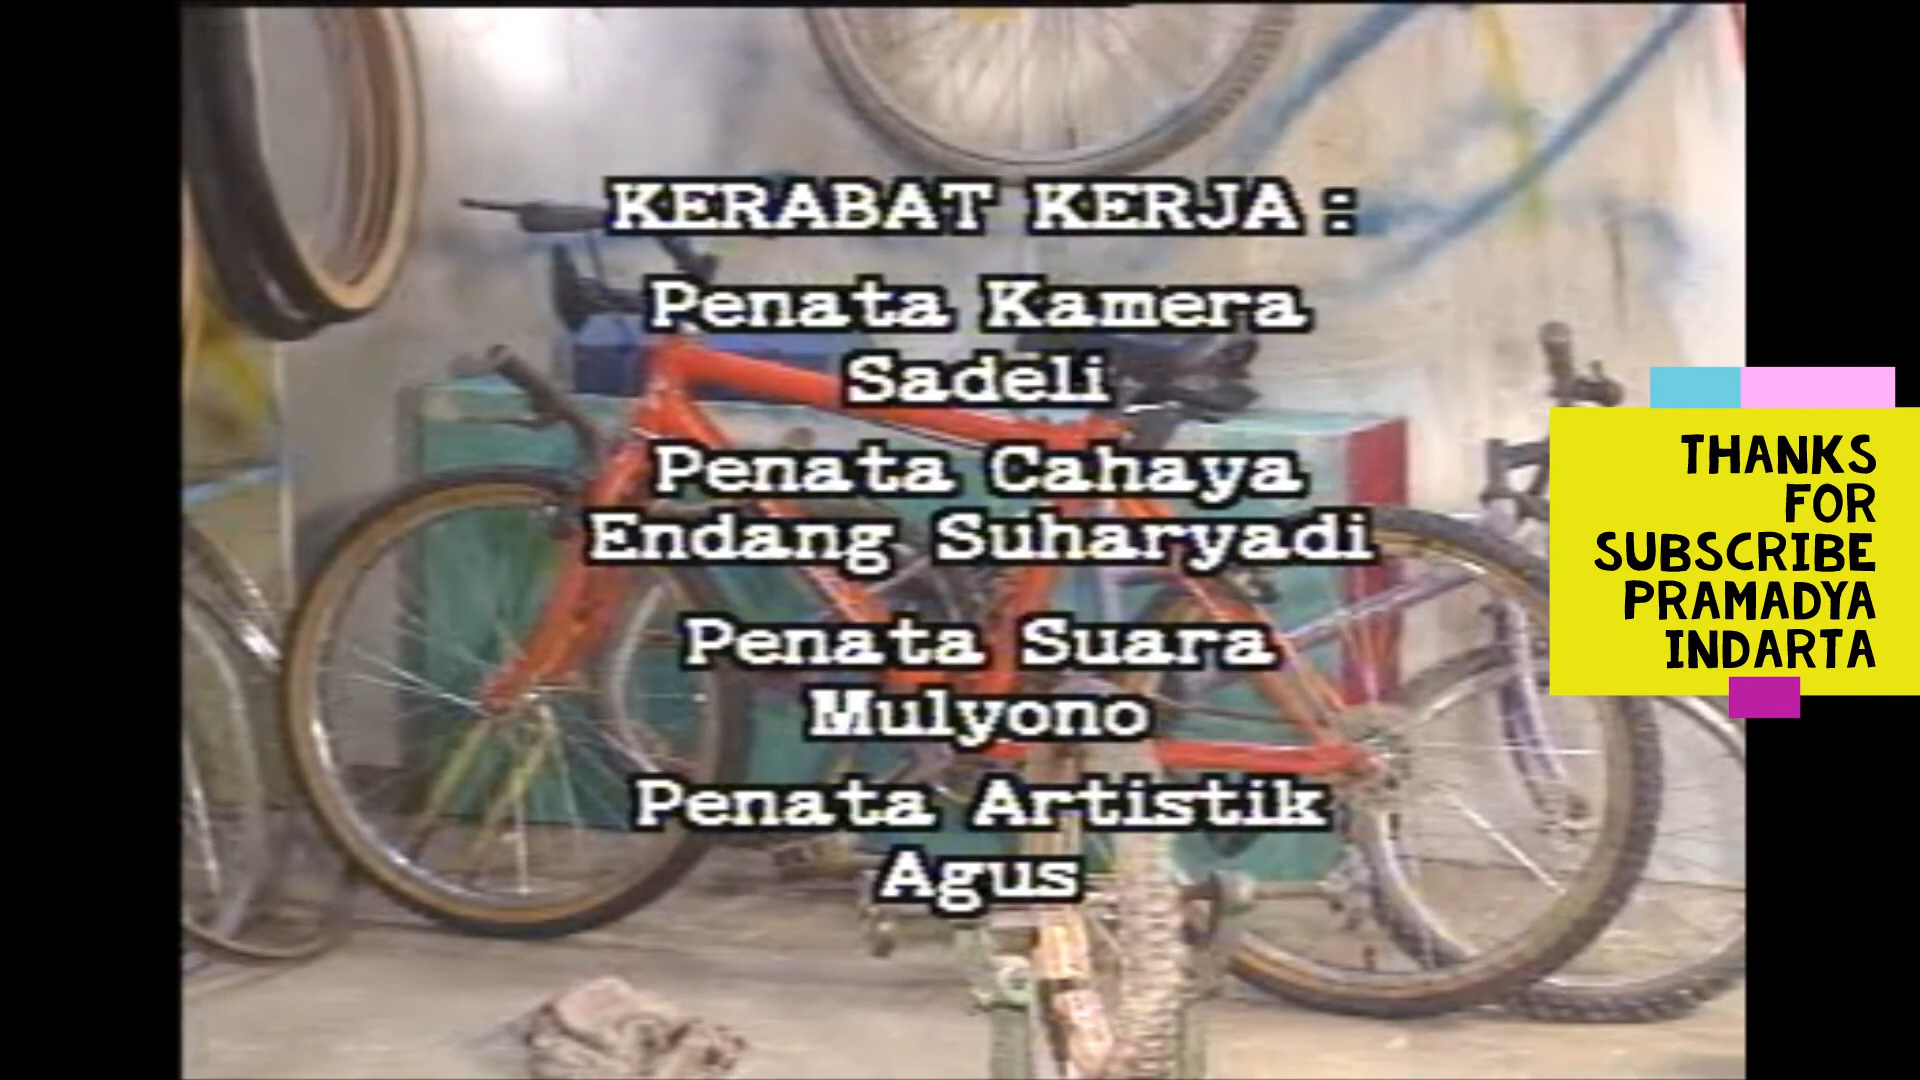 KERABAT KERJA :
Penata Kamera
Sadeli
Penata Cahaya
Endang Suharyadi
Penata Suara
Mulyono
Penata Artistik
Agus
THANKS
FOR
SUBSCRIBE
PRAMADYA
INDARTA